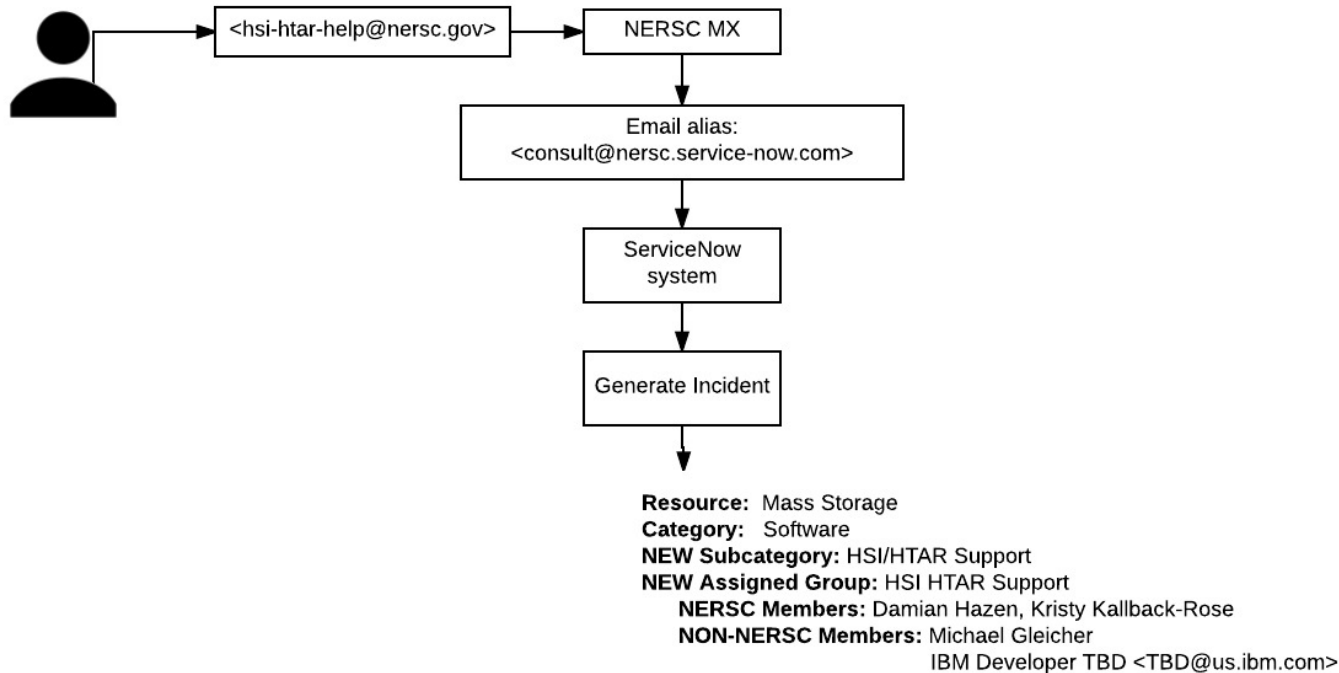 <hsi-htar-help@nersc.gov>
NERSC MX
Email alias:
<consult@nersc.service-now.com>
ServiceNow
system
Generate Incident
Resource: Mass Storage
Category: Software
NEW Subcategory: HSI/HTAR Support
NEW Assigned Group: HSI HTAR Support
NERSC Members: Damian Hazen, Kristy Kallback-Rose
NON-NERSC Members: Michael Gleicher
IBM Developer TBD <TBD@us.ibm.com>